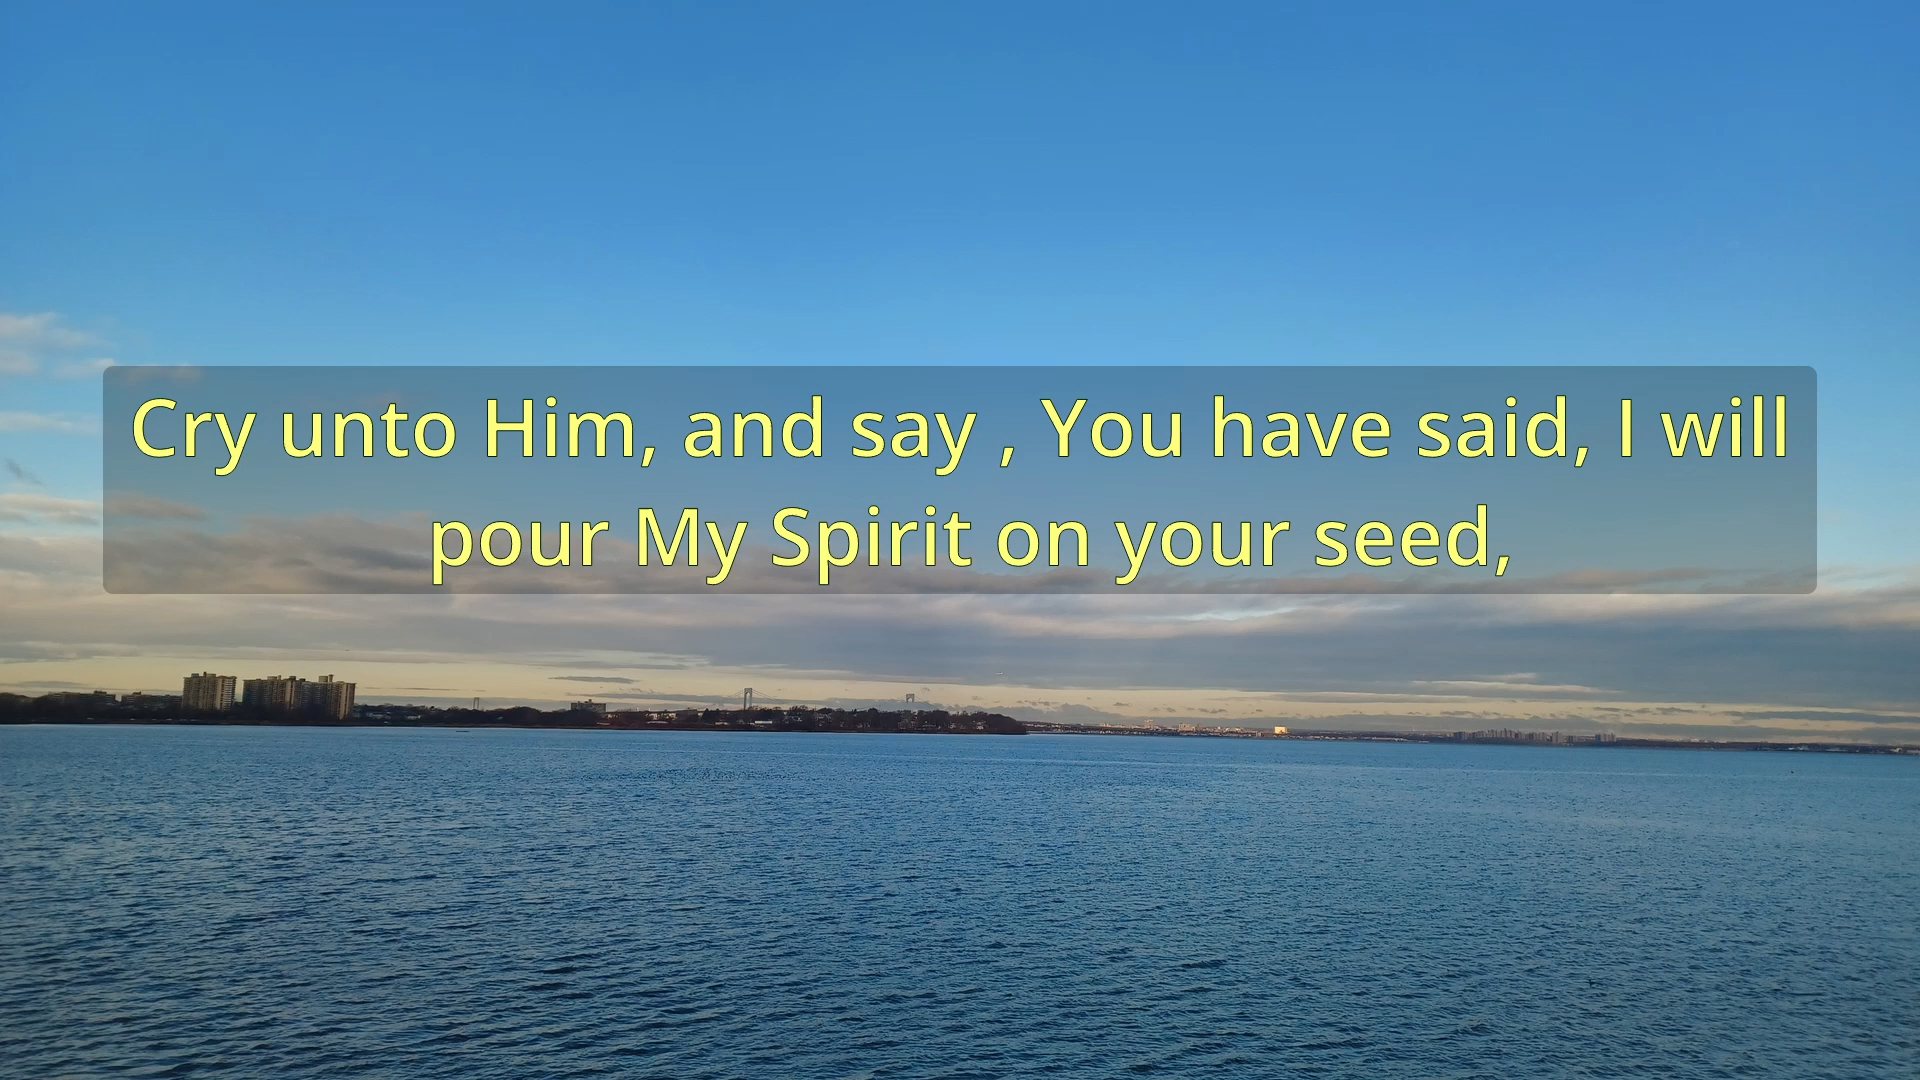 Cry unto Him, and say , You have said, I will
pour My Spirit on your seed,